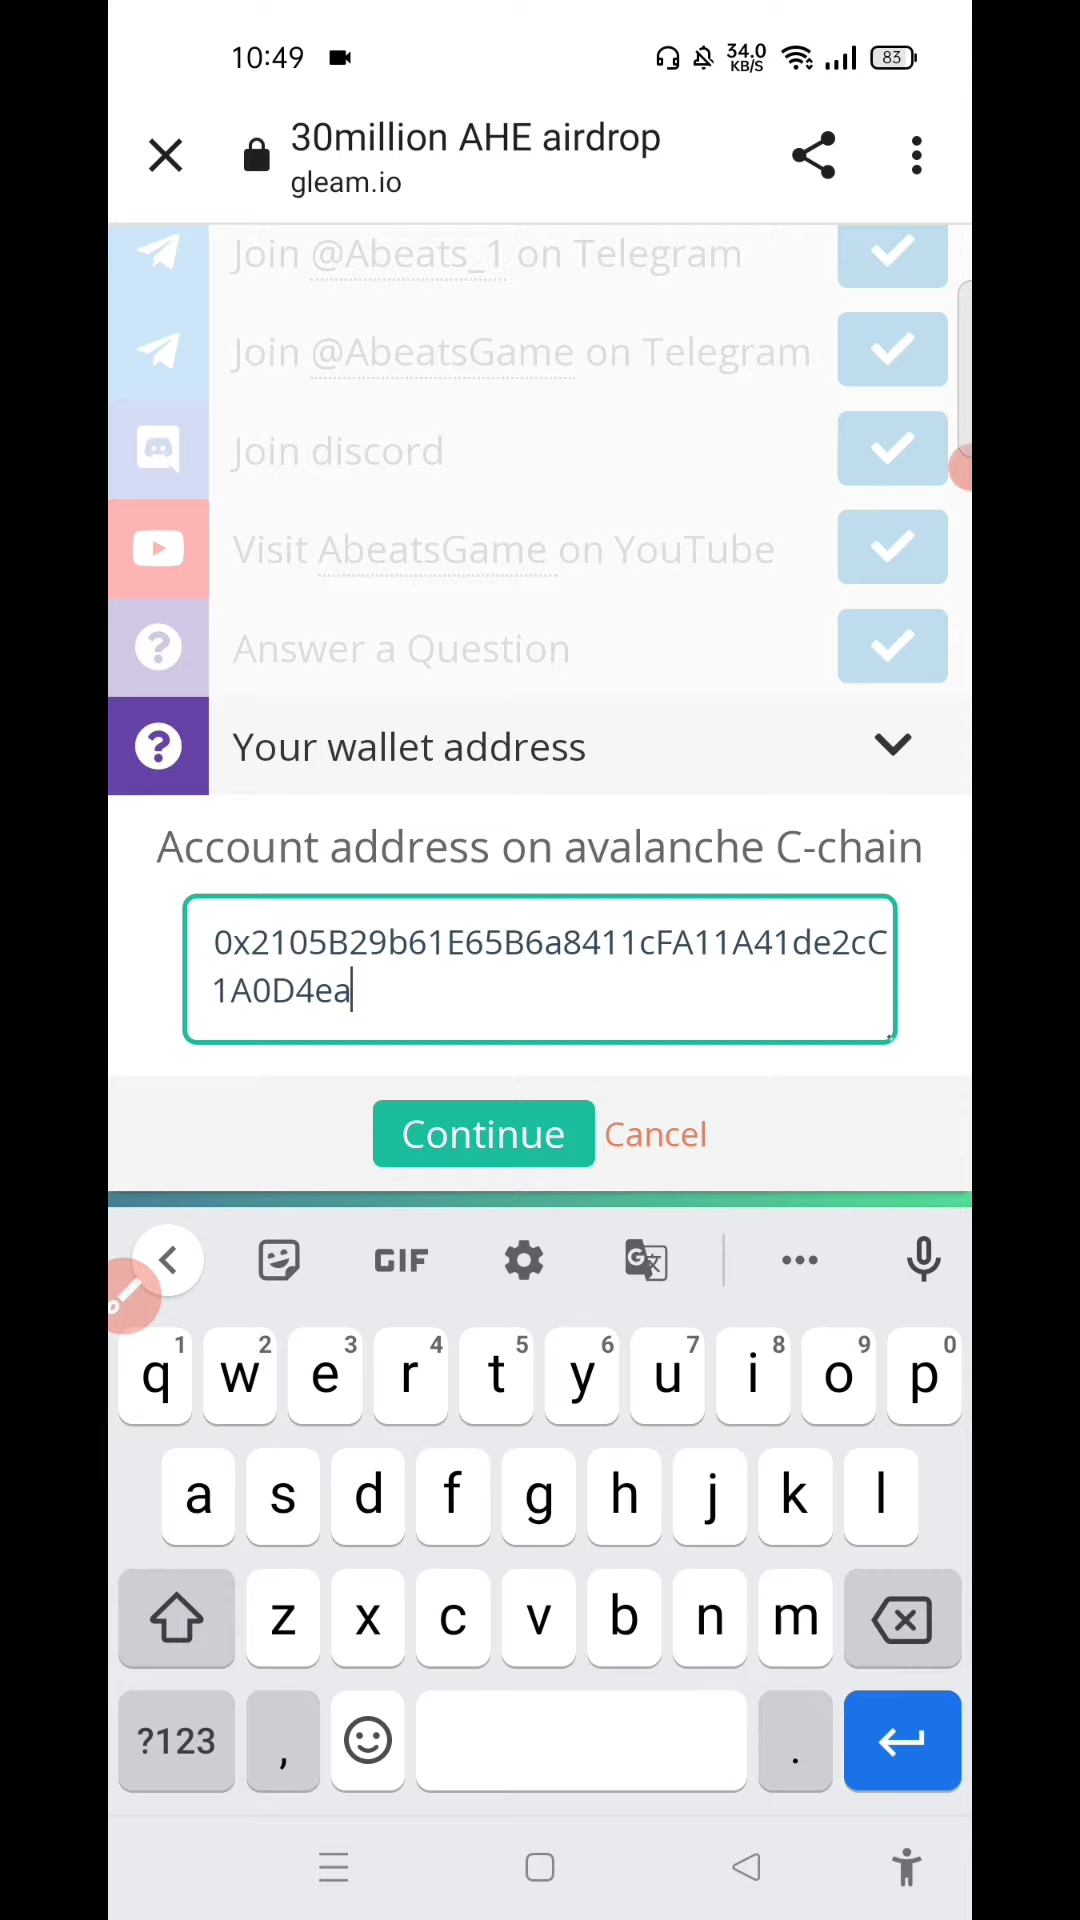 10:49
34.0
KB/S
83
30million AHE airdrop
gleam.io
Join @Abeats_1 on Telegram
Join @AbeatsGame on Telegram
Join discord
Visit AbeatsGame on YouTube
Answer a Question
Your wallet address
Account address on avalanche C-chain
0x2105B29b61E65B6a8411cFA11A41de2cC
1A0D4ea
Continue Cancel
GIF
G
1 2 3 4 5 6 7 8 9 0
q w e r t y u i o p
a s d f g h j k l
z x c v b n m
?123 , .